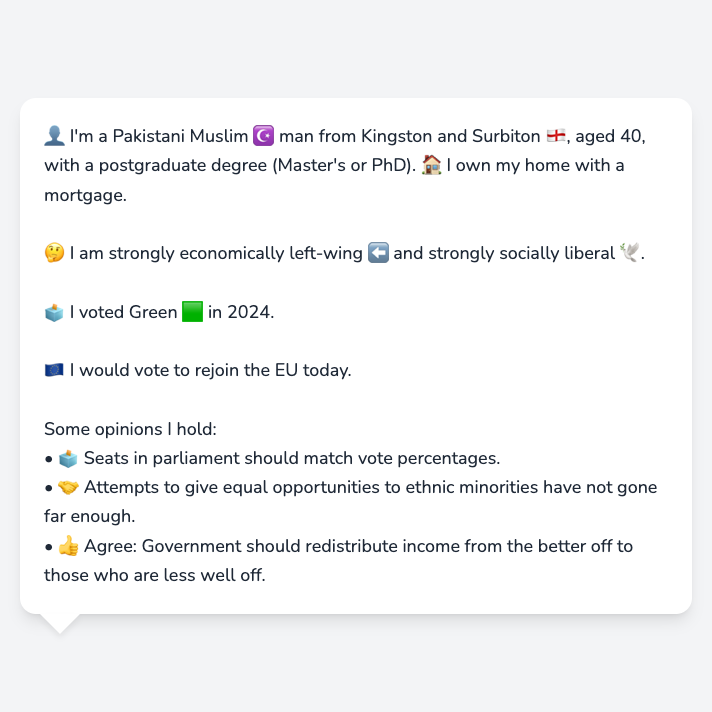 👤 I'm a Pakistani Muslim ☪️ man from Kingston and Surbiton 🏴󠁧󠁢󠁥󠁮󠁧󠁿, aged 40,
with a postgraduate degree (Master's or PhD). 🏠 I own my home with a
mortgage.
🤔 I am strongly economically left-wing ⬅️ and strongly socially liberal 🕊️.
🗳️ I voted Green 🟩 in 2024.
🇪🇺 I would vote to rejoin the EU today.
Some opinions I hold:
• 🗳️ Seats in parliament should match vote percentages.
• 🤝 Attempts to give equal opportunities to ethnic minorities have not gone
far enough.
• 👍 Agree: Government should redistribute income from the better off to
those who are less well off.